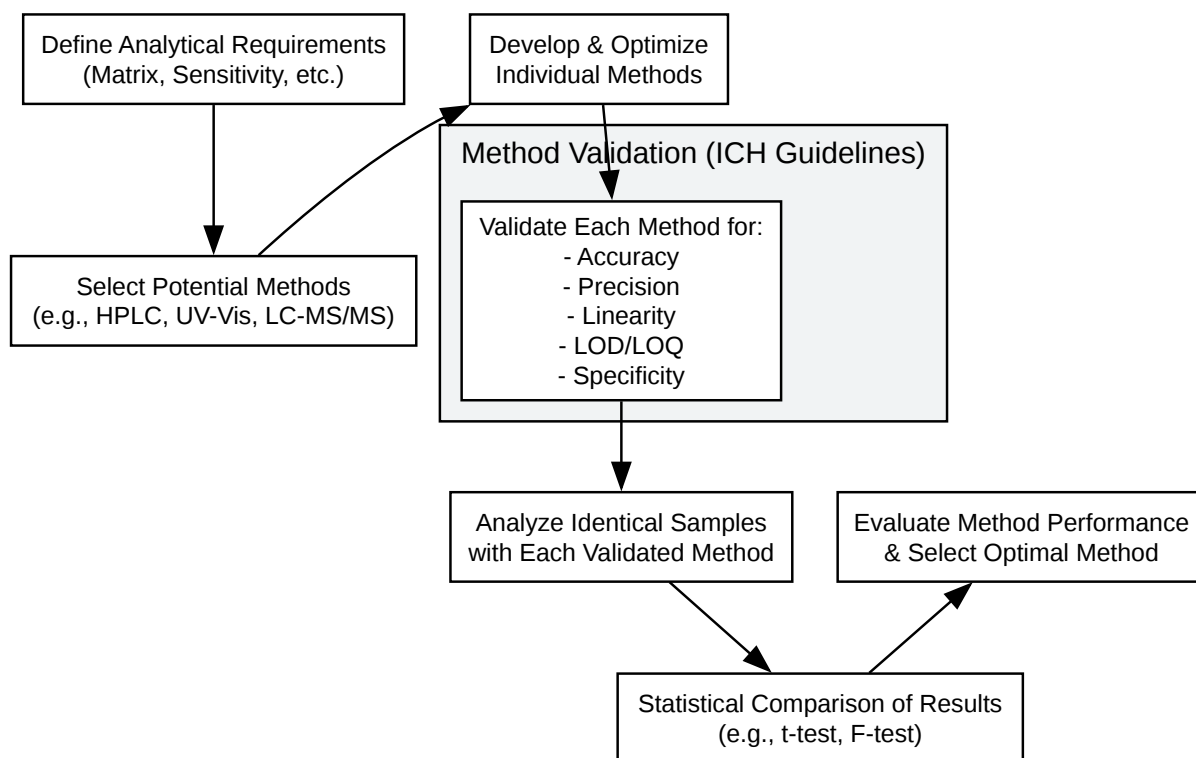 Define Analytical Requirements
(Matrix, Sensitivity, etc.)
Develop & Optimize
Individual Methods
Method Validation (ICH Guidelines)
Validate Each Method for:
- Accuracy
- Precision
- Linearity
- LOD/LOQ
- Specificity
Select Potential Methods
(e.g., HPLC, UV-Vis, LC-MS/MS)
Analyze Identical Samples
with Each Validated Method
Evaluate Method Performance
& Select Optimal Method
Statistical Comparison of Results
(e.g., t-test, F-test)